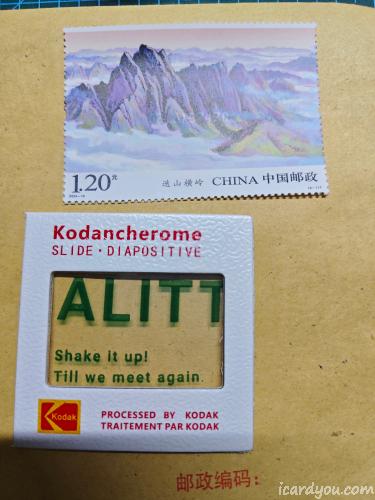 1.20元
逶山横岭 CHINA 中国邮政
Kodancherome
SLIDE · DIAPOSITIVE
ALITT
Shake it up!
Till we meet again.
Kodak
PROCESSED BY KODAK
TRAITEMENT PAR KODAK
邮政编码：
icardyou.com